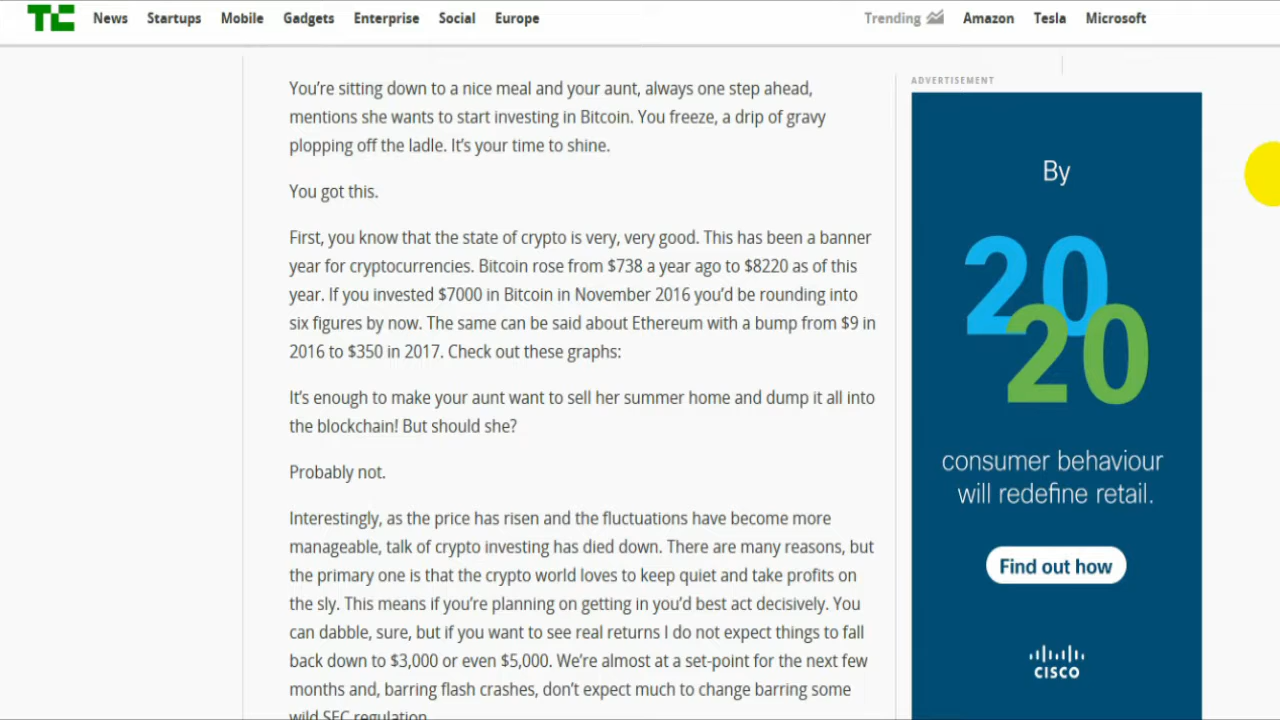 TC News Startups Mobile Gadgets Enterprise Social Europe Trending Amazon Tesla Microsoft
You're sitting down to a nice meal and your aunt, always one step ahead,
mentions she wants to start investing in Bitcoin. You freeze, a drip of gravy
plopping off the ladle. It's your time to shine.
You got this.
First, you know that the state of crypto is very, very good. This has been a banner
year for cryptocurrencies. Bitcoin rose from $738 a year ago to $8220 as of this
year. If you invested $7000 in Bitcoin in November 2016 you'd be rounding into
six figures by now. The same can be said about Ethereum with a bump from $9 in
2016 to $350 in 2017. Check out these graphs:
It's enough to make your aunt want to sell her summer home and dump it all into
the blockchain! But should she?
Probably not.
Interestingly, as the price has risen and the fluctuations have become more
manageable, talk of crypto investing has died down. There are many reasons, but
the primary one is that the crypto world loves to keep quiet and take profits on
the sly. This means if you're planning on getting in you'd best act decisively. You
can dabble, sure, but if you want to see real returns I do not expect things to fall
back down to $3,000 or even $5,000. We're almost at a set-point for the next few
months and, barring flash crashes, don't expect much to change barring some
wild SEC regulation.
ADVERTISEMENT
By
20
20
consumer behaviour
will redefine retail.
Find out how
CISCO